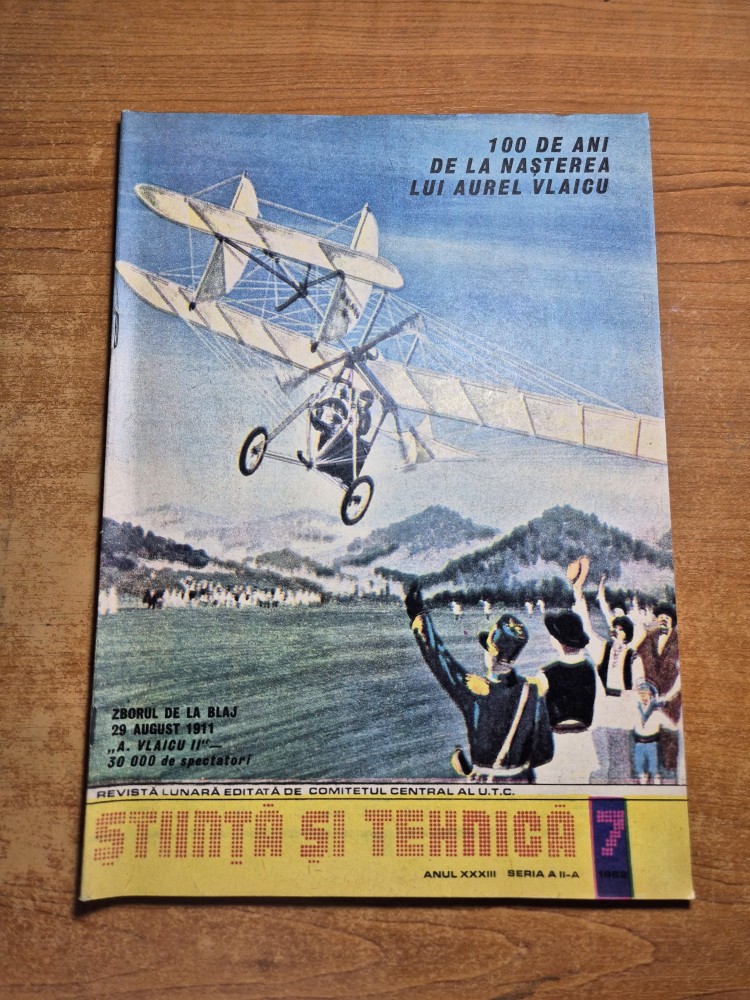 100 DE ANI
DE LA NAȘTEREA
LUI AUREL VLAICU
ZBORUL DE LA BLAJ
29 AUGUST 1911
„A. VLAICU II“—
30 000 de spectatori
REVISTĂ LUNARĂ EDITATĂ DE COMITETUL CENTRAL AL U.T.C.
ȘTIINȚĂ ȘI TEHNICĂ 7
ANUL XXXIII SERIA A II-A 1982